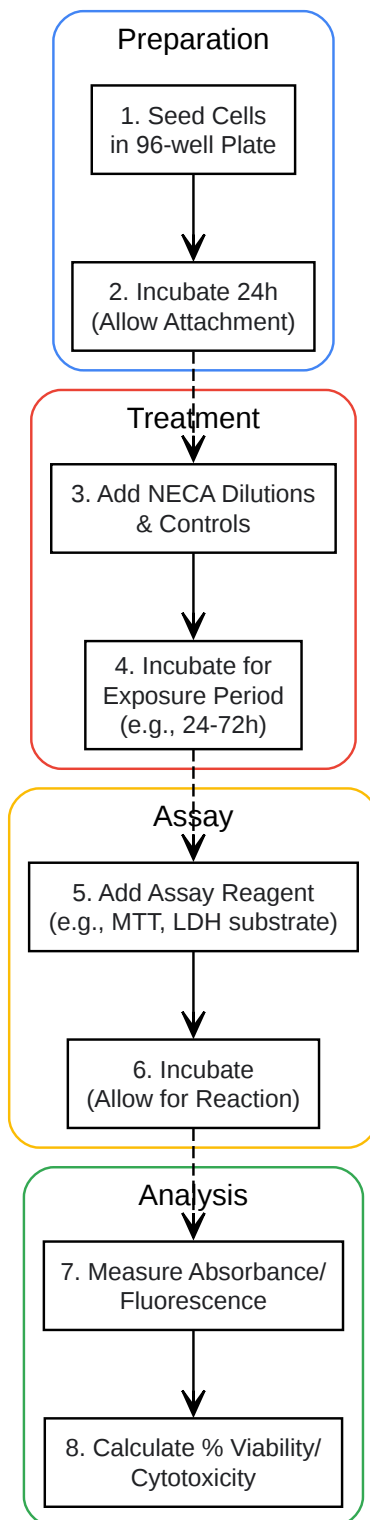 Preparation
1. Seed Cells
in 96-well Plate
2. Incubate 24h
(Allow Attachment)
Treatment
3. Add NECA Dilutions
& Controls
4. Incubate for
Exposure Period
(e.g., 24-72h)
Assay
5. Add Assay Reagent
(e.g., MTT, LDH substrate)
6. Incubate
(Allow for Reaction)
Analysis
7. Measure Absorbance/
Fluorescence
8. Calculate % Viability/
Cytotoxicity